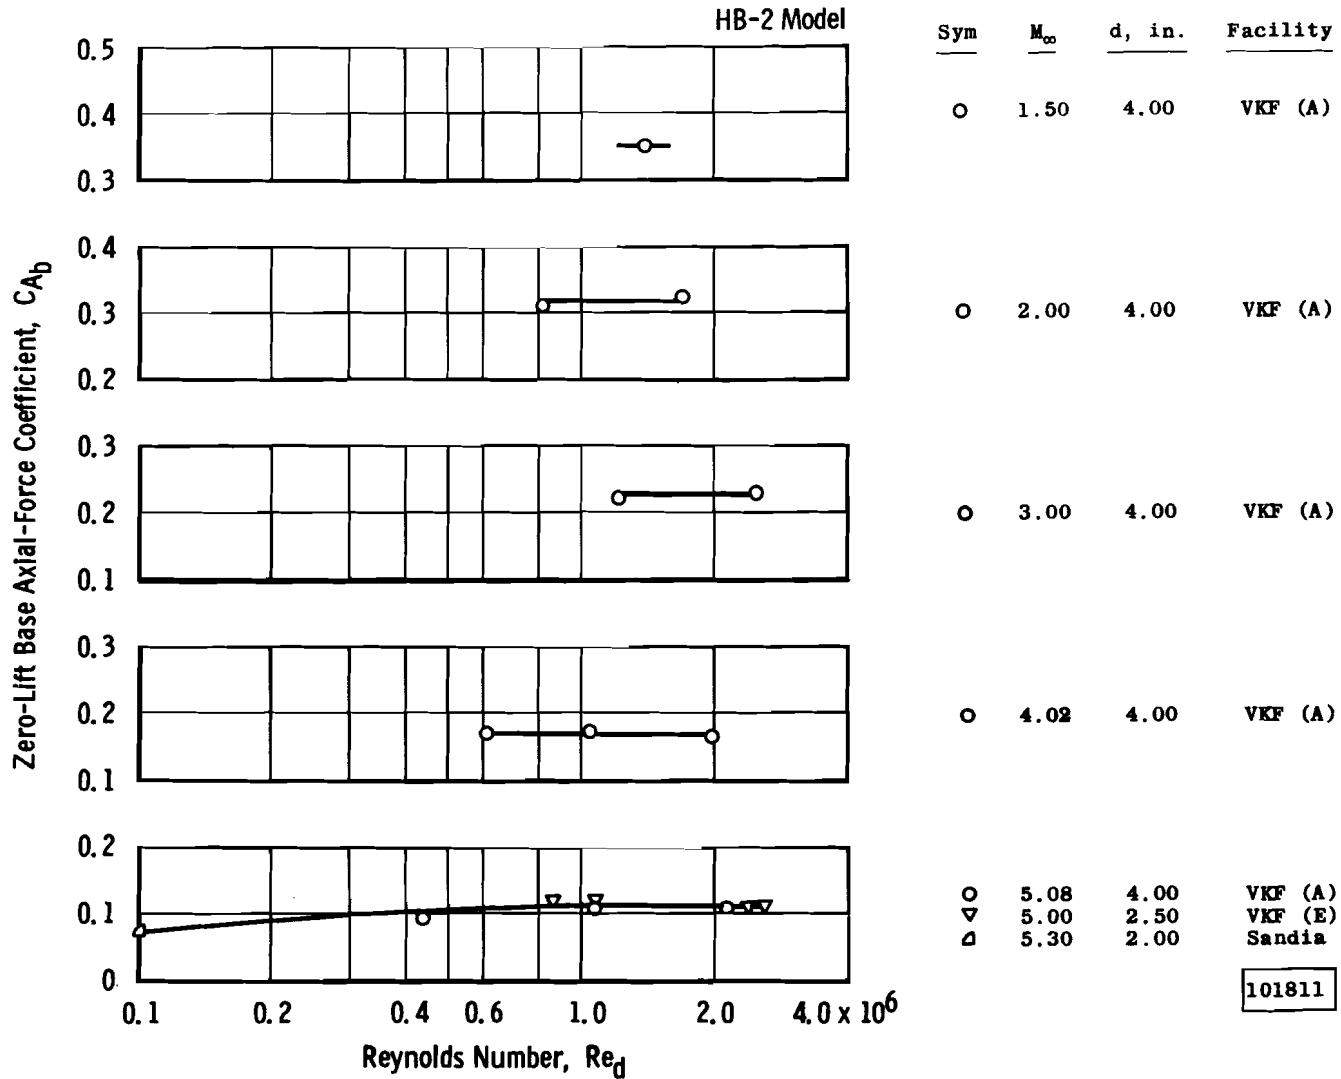 HB-2 Model
Sym M∞ d, in. Facility
0.5
0.4
0.3
1.50 4.00 VKF (A)
0.4
0.3
0.2
2.00 4.00 VKF (A)
0.3
0.2
0.1
3.00 4.00 VKF (A)
0.3
0.2
0.1
4.02 4.00 VKF (A)
0.2
0.1
0
5.08 4.00 VKF (A)
5.00 2.50 VKF (E)
5.30 2.00 Sandia
101811
0.1 0.2 0.4 0.6 1.0 2.0 4.0 x 10⁶
Reynolds Number, Red
Zero-Lift Base Axial-Force Coefficient, CAb